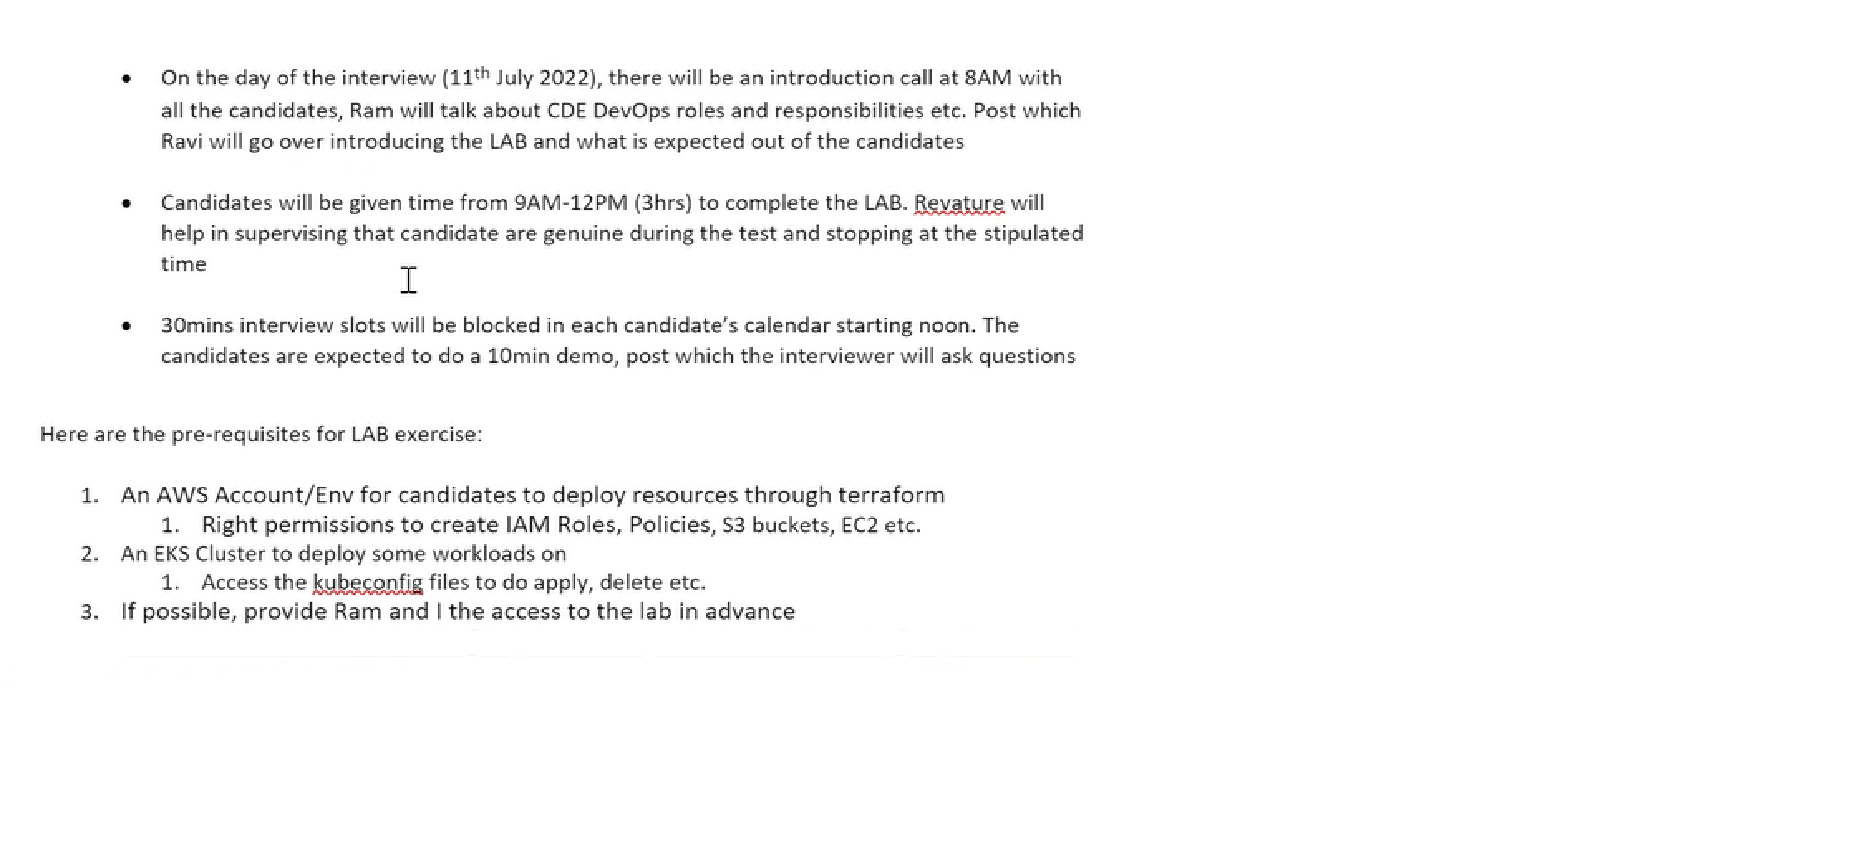 • On the day of the interview (11th July 2022), there will be an introduction call at 8AM with
all the candidates, Ram will talk about CDE DevOps roles and responsibilities etc. Post which
Ravi will go over introducing the LAB and what is expected out of the candidates
• Candidates will be given time from 9AM-12PM (3hrs) to complete the LAB. Revature will
help in supervising that candidate are genuine during the test and stopping at the stipulated
time
• 30mins interview slots will be blocked in each candidate’s calendar starting noon. The
candidates are expected to do a 10min demo, post which the interviewer will ask questions
Here are the pre-requisites for LAB exercise:
1. An AWS Account/Env for candidates to deploy resources through terraform
1. Right permissions to create IAM Roles, Policies, S3 buckets, EC2 etc.
2. An EKS Cluster to deploy some workloads on
1. Access the kubeconfig files to do apply, delete etc.
3. If possible, provide Ram and I the access to the lab in advance